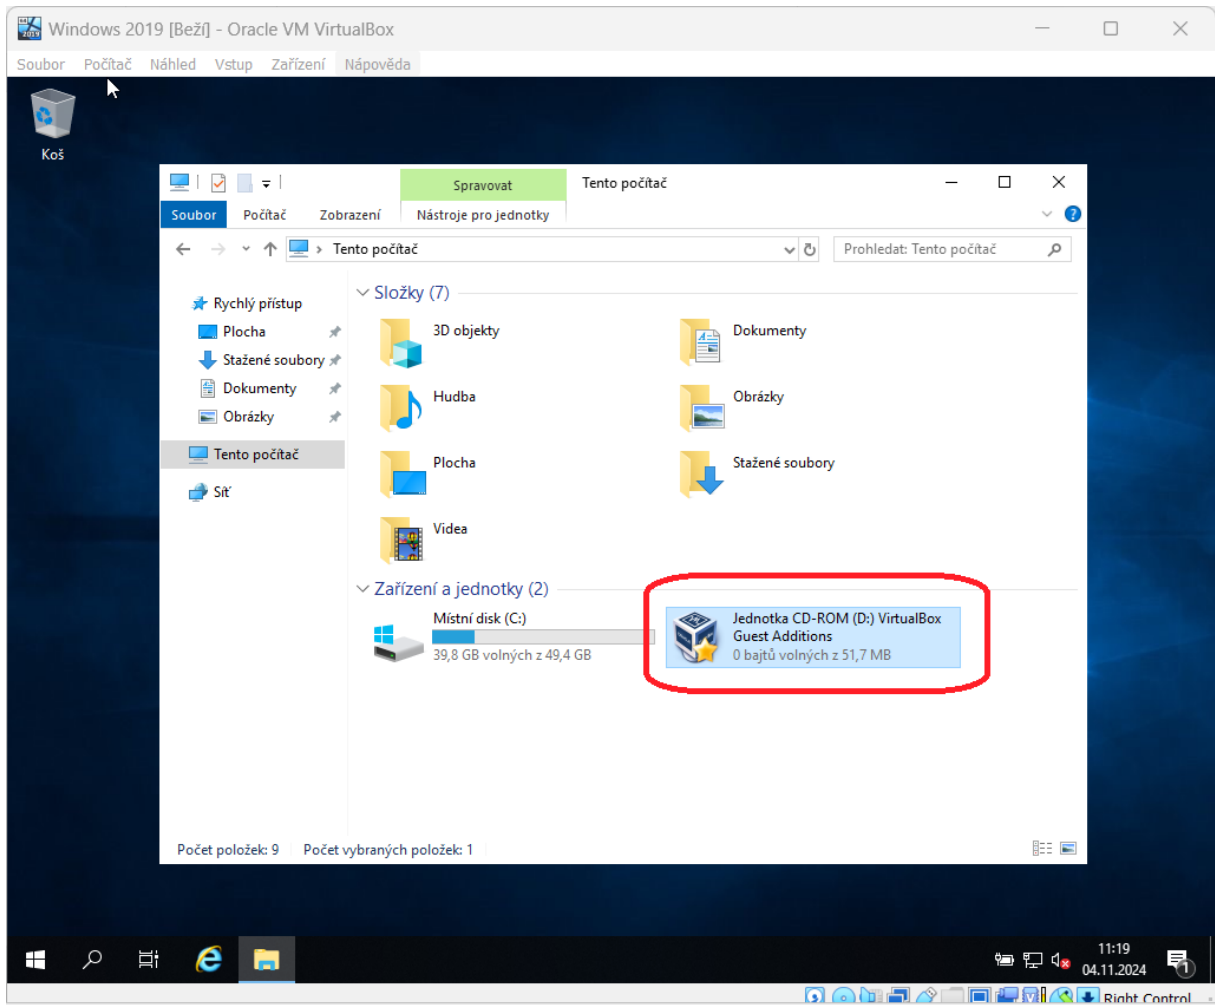 Windows 2019 [Beží] - Oracle VM VirtualBox
Soubor Počítač Náhled Vstup Zařízení Nápověda
Koš
Spravovat Tento počítač
Soubor Počítač Zobrazení Nástroje pro jednotky
Tento počítač
Prohledat: Tento počítač
Rychlý přístup
Plocha
Stažené soubory
Dokumenty
Obrázky
Tento počítač
Síť
Složky (7)
3D objekty
Dokumenty
Hudba
Obrázky
Plocha
Stažené soubory
Videa
Zařízení a jednotky (2)
Místní disk (C:)
39,8 GB volných z 49,4 GB
Jednotka CD-ROM (D:) VirtualBox
Guest Additions
0 bajtů volných z 51,7 MB
Počet položek: 9 Počet vybraných položek: 1
11:19
04.11.2024
1
Right Control